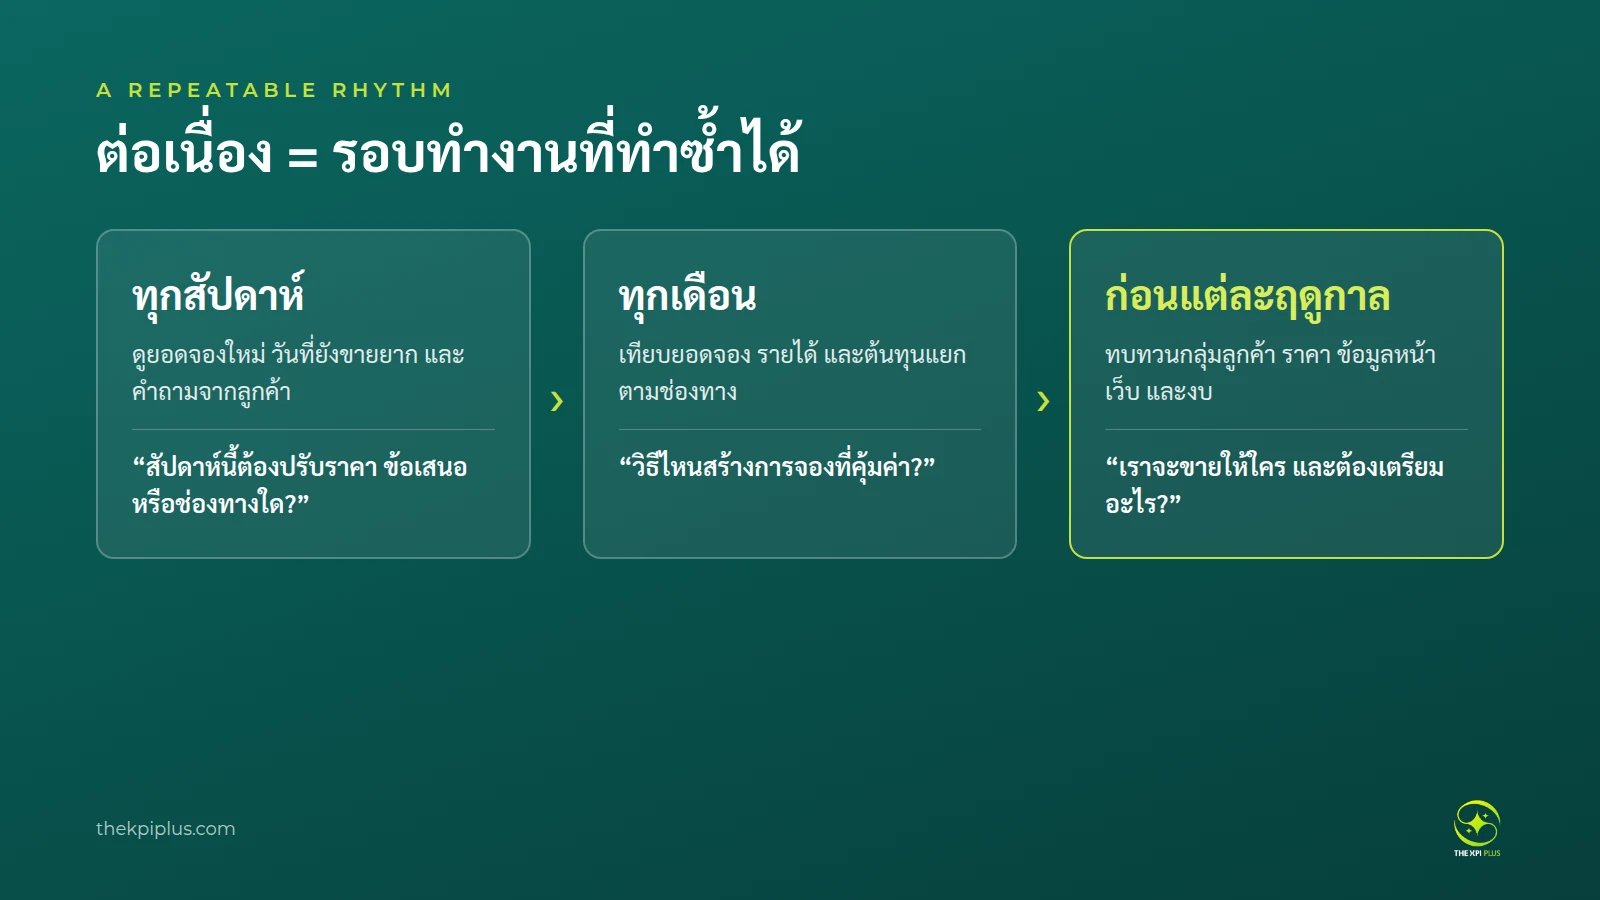 A REPEATABLE RHYTHM
ต่อเนื่อง = รอบทำงานที่ทำซ้ำได้
ทุกสัปดาห์
ดูยอดจองใหม่ วันที่ยังขายยาก และ
คำถามจากลูกค้า
“สัปดาห์นี้ต้องปรับราคา ข้อเสนอ
หรือช่องทางใด?”
›
ทุกเดือน
เทียบยอดจอง รายได้ และต้นทุนแยก
ตามช่องทาง
“วิธีไหนสร้างการจองที่คุ้มค่า?”
›
ก่อนแต่ละฤดูกาล
ทบทวนกลุ่มลูกค้า ราคา ข้อมูลหน้า
เว็บ และงบ
“เราจะขายให้ใคร และต้องเตรียม
อะไร?”
thekpiplus.com
THE KPI PLUS